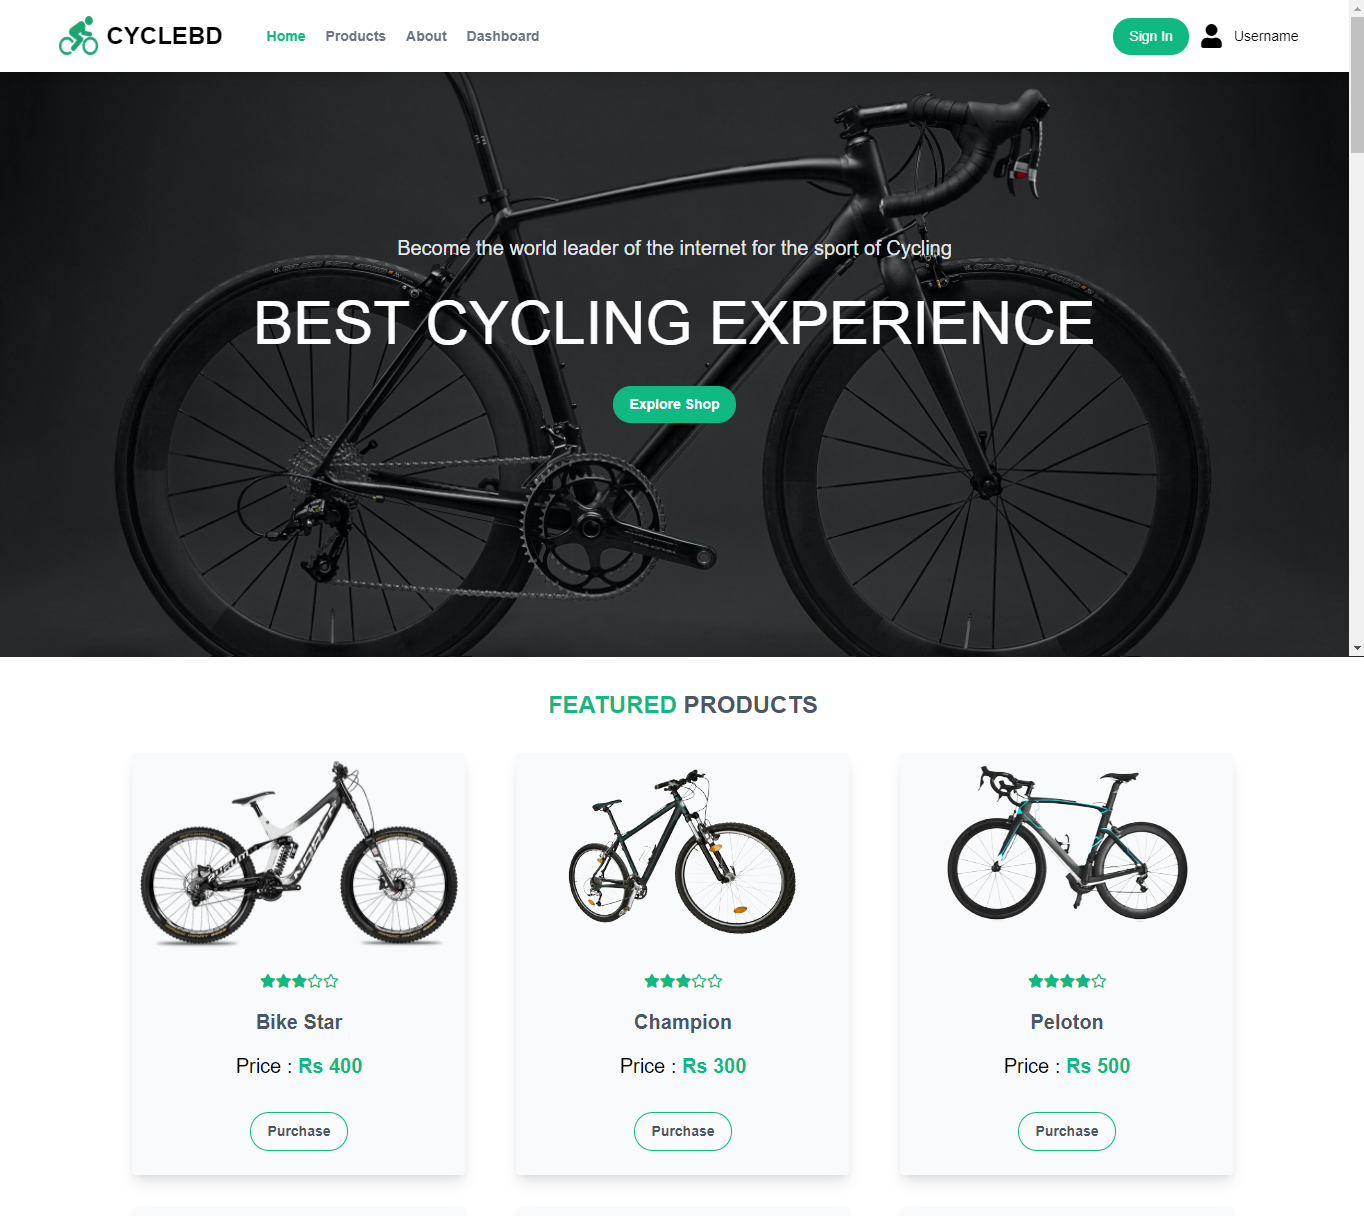 CYCLEBD Home Products About Dashboard Sign In Username
Become the world leader of the internet for the sport of Cycling
BEST CYCLING EXPERIENCE
Explore Shop
FEATURED PRODUCTS
Bike Star
Price : Rs 400
Purchase
Champion
Price : Rs 300
Purchase
Peloton
Price : Rs 500
Purchase